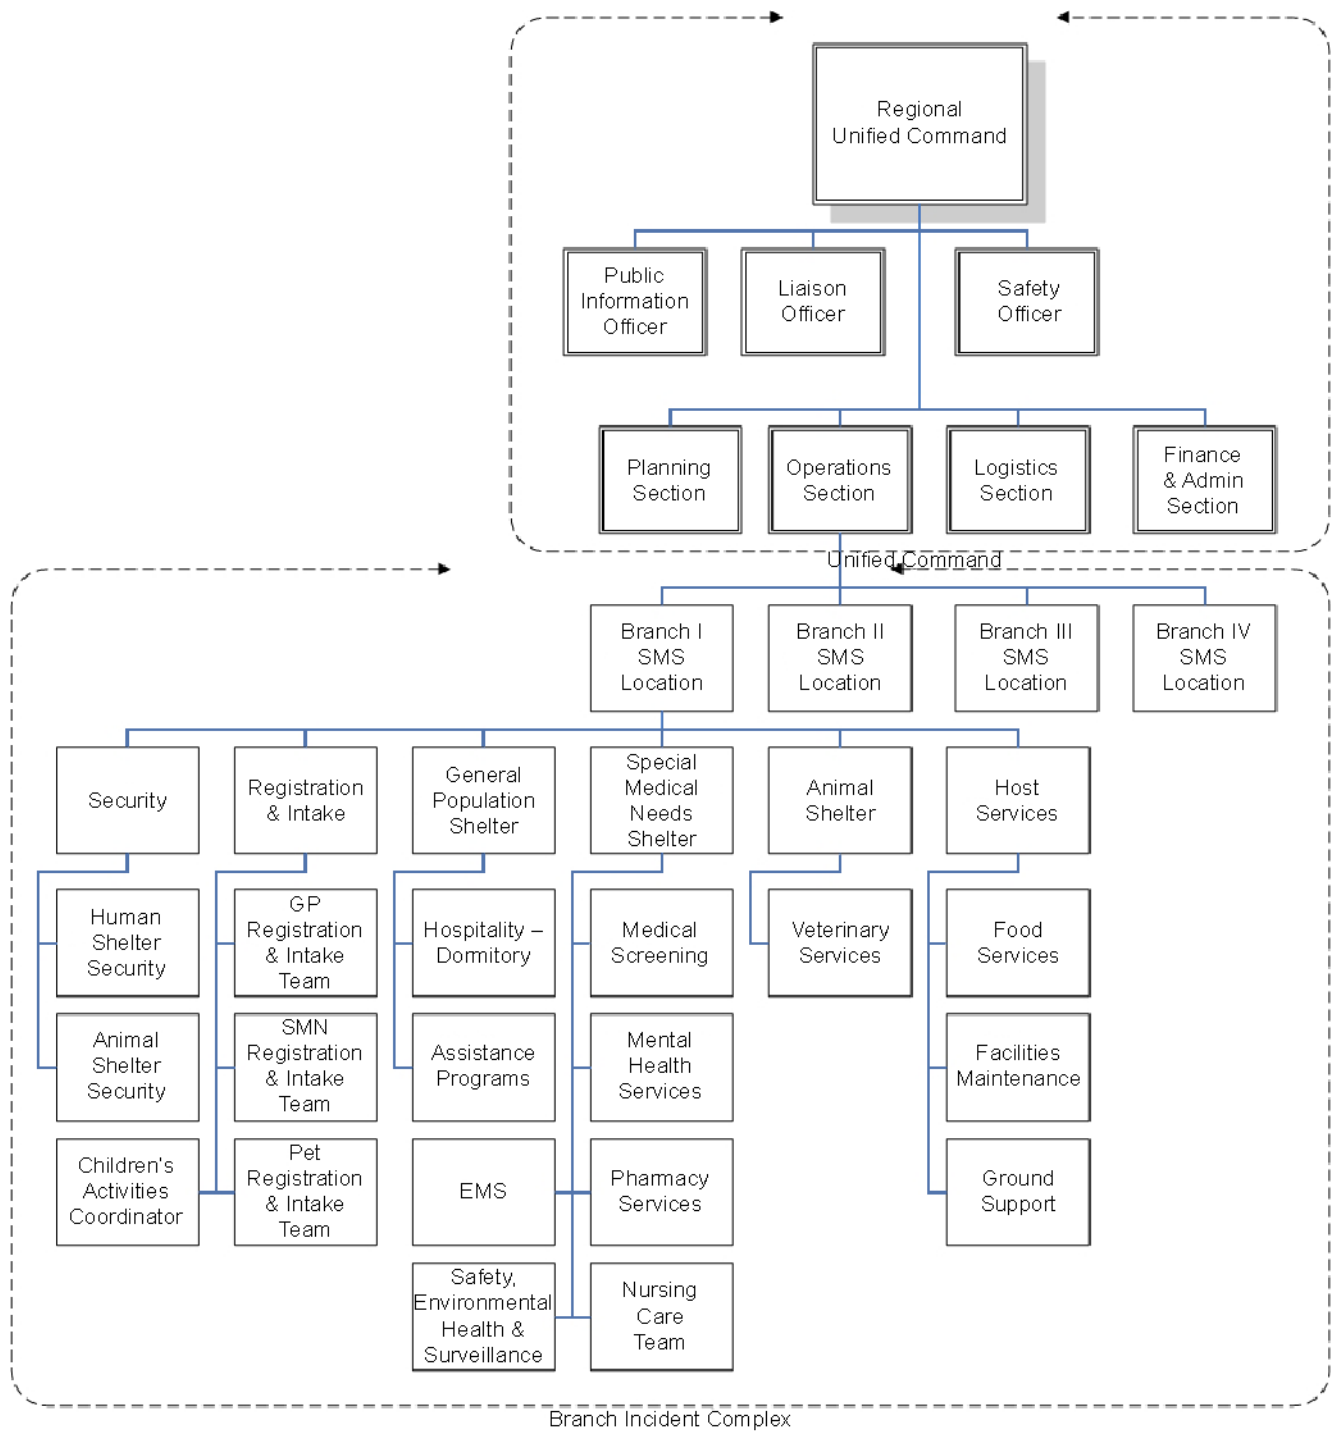 Regional
Unified Command
Public
Information
Officer
Liaison
Officer
Safety
Officer
Planning
Section
Operations
Section
Logistics
Section
Finance
& Admin
Section
Unified Command
Branch I
SMS
Location
Branch II
SMS
Location
Branch III
SMS
Location
Branch IV
SMS
Location
Security
Registration
& Intake
General
Population
Shelter
Special
Medical
Needs
Shelter
Animal
Shelter
Host
Services
Human
Shelter
Security
GP
Registration
& Intake
Team
Hospitality –
Dormitory
Medical
Screening
Veterinary
Services
Food
Services
Animal
Shelter
Security
SMN
Registration
& Intake
Team
Assistance
Programs
Mental
Health
Services
Facilities
Maintenance
Children's
Activities
Coordinator
Pet
Registration
& Intake
Team
EMS
Pharmacy
Services
Ground
Support
Safety,
Environmental
Health &
Surveillance
Nursing
Care
Team
Branch Incident Complex